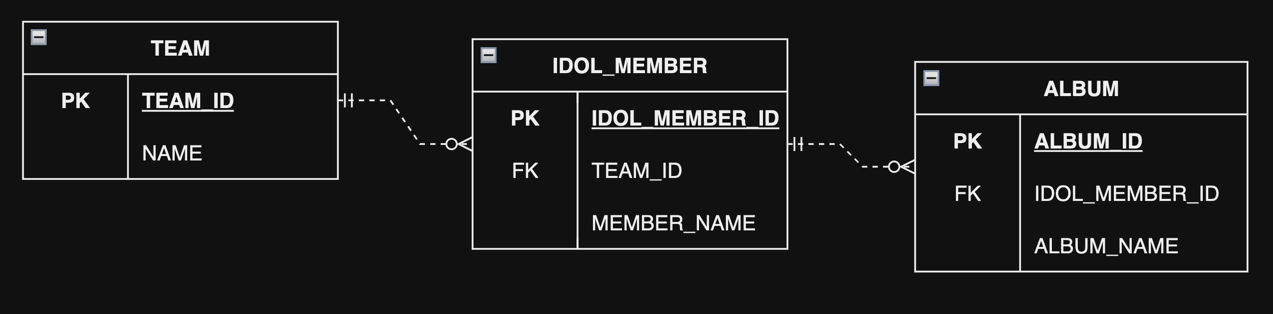 TEAM
PK TEAM_ID
NAME
IDOL_MEMBER
PK IDOL_MEMBER_ID
FK TEAM_ID
MEMBER_NAME
ALBUM
PK ALBUM_ID
FK IDOL_MEMBER_ID
ALBUM_NAME